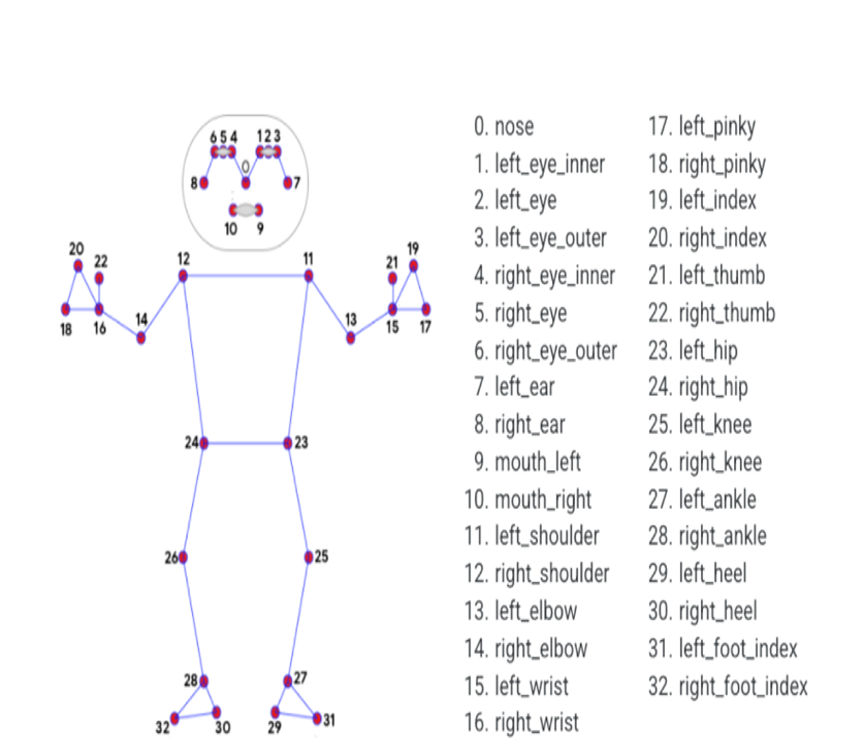 6 5 4 1 2 3
0
8 7
10 9
20 22 12 11 21 19
14 13
18 16 15 17
24 23
26 25
28 27
32 30 29 31
0. nose
1. left_eye_inner
2. left_eye
3. left_eye_outer
4. right_eye_inner
5. right_eye
6. right_eye_outer
7. left_ear
8. right_ear
9. mouth_left
10. mouth_right
11. left_shoulder
12. right_shoulder
13. left_elbow
14. right_elbow
15. left_wrist
16. right_wrist
17. left_pinky
18. right_pinky
19. left_index
20. right_index
21. left_thumb
22. right_thumb
23. left_hip
24. right_hip
25. left_knee
26. right_knee
27. left_ankle
28. right_ankle
29. left_heel
30. right_heel
31. left_foot_index
32. right_foot_index